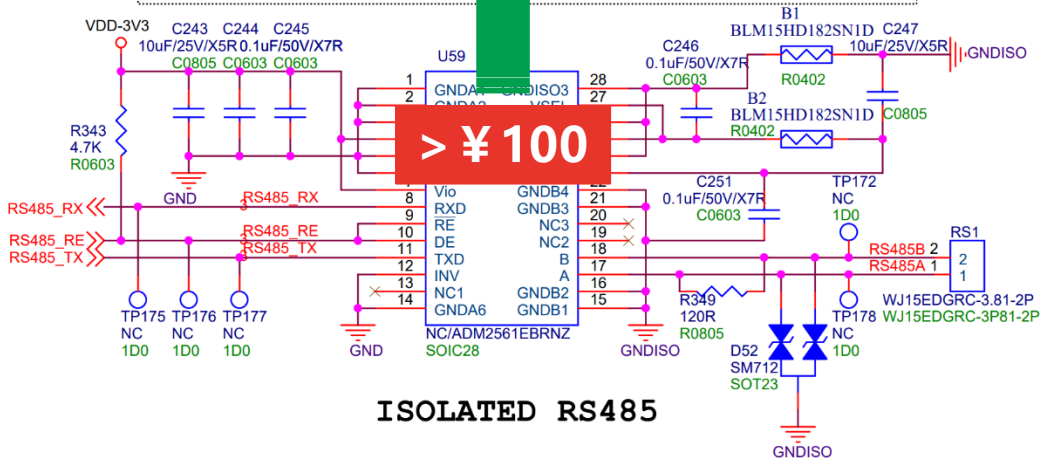 VDD-3V3
C243 C244 C245
10uF/25V/X5R 0.1uF/50V/X7R
C0805 C0603 C0603
R343
4.7K
R0603
GND
U59
1 GNDA1 GNDISO3 28
2 27
> ¥ 100
C246
0.1uF/50V/X7R
C0603
B1
BLM15HD182SN1D
R0402
C247
10uF/25V/X5R
GNDISO
B2
BLM15HD182SN1D
R0402
C0805
Vio GNDB4
8 RXD GNDB3 21
9 RE NC3 20
10 DE NC2 19
11 TXD B 18
12 INV A 17
13 NC1 GNDB2 16
14 GNDA6 GNDB1 15
NC/ADM2561EBRNZ
SOIC28
RS485_RX RS485_RX
RS485_RE RS485_RE
RS485_TX RS485_TX
TP175 TP176 TP177
NC NC NC
1D0 1D0 1D0
GND
GNDISO
C251
0.1uF/50V/X7R
C0603
TP172
NC
1D0
RS1
RS485B 2 2
RS485A 1 1
WJ15EDGRC-3.81-2P
WJ15EDGRC-3P81-2P
R349
120R
R0805
TP178
NC
1D0
D52
SM712
SOT23
GNDISO
ISOLATED RS485